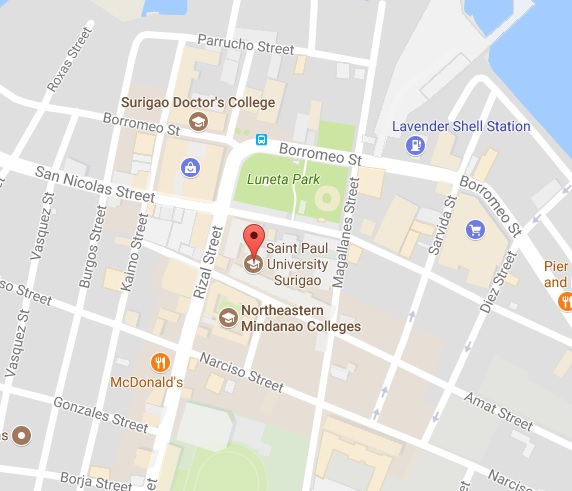 Roxas Street
Parrucho Street
Surigao Doctor's College
Borromeo St
Lavender Shell Station
Borromeo St
San Nicolas Street
Luneta Park
Borromeo St
Vasquez St
Burgos Street
Kaimo Street
Rizal Street
Saint Paul
University
Surigao
Magallanes Street
Sarvida St
Diez Street
Pier
and
so Street
Northeastern
Mindanao Colleges
Vasquez St
McDonald's
Narciso Street
Amat Street
Gonzales Street
as
Borja Street
Narciso